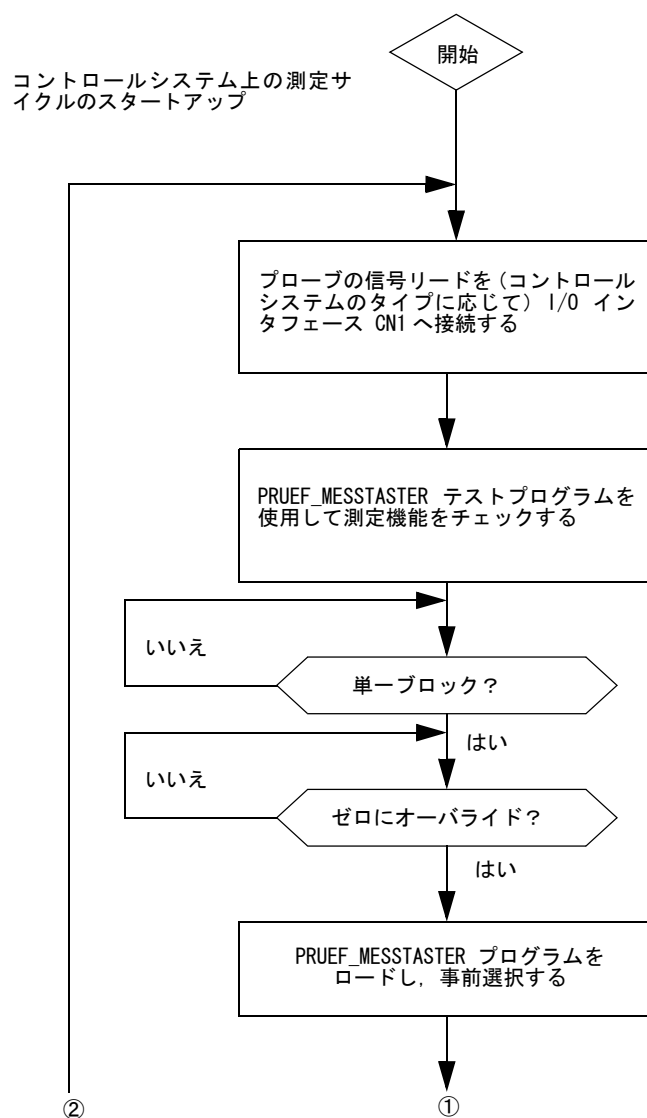 開始
コントロールシステム上の測定サ
イクルのスタートアップ
プローブの信号リードを（コントロール
システムのタイプに応じて）I/O イン
タフェース CN1 へ接続する
PRUEF_MESSTASTER テストプログラムを
使用して測定機能をチェックする
いいえ
単一ブロック？
はい
いいえ
ゼロにオーバライド？
はい
PRUEF_MESSTASTER プログラムを
ロードし，事前選択する
② ①